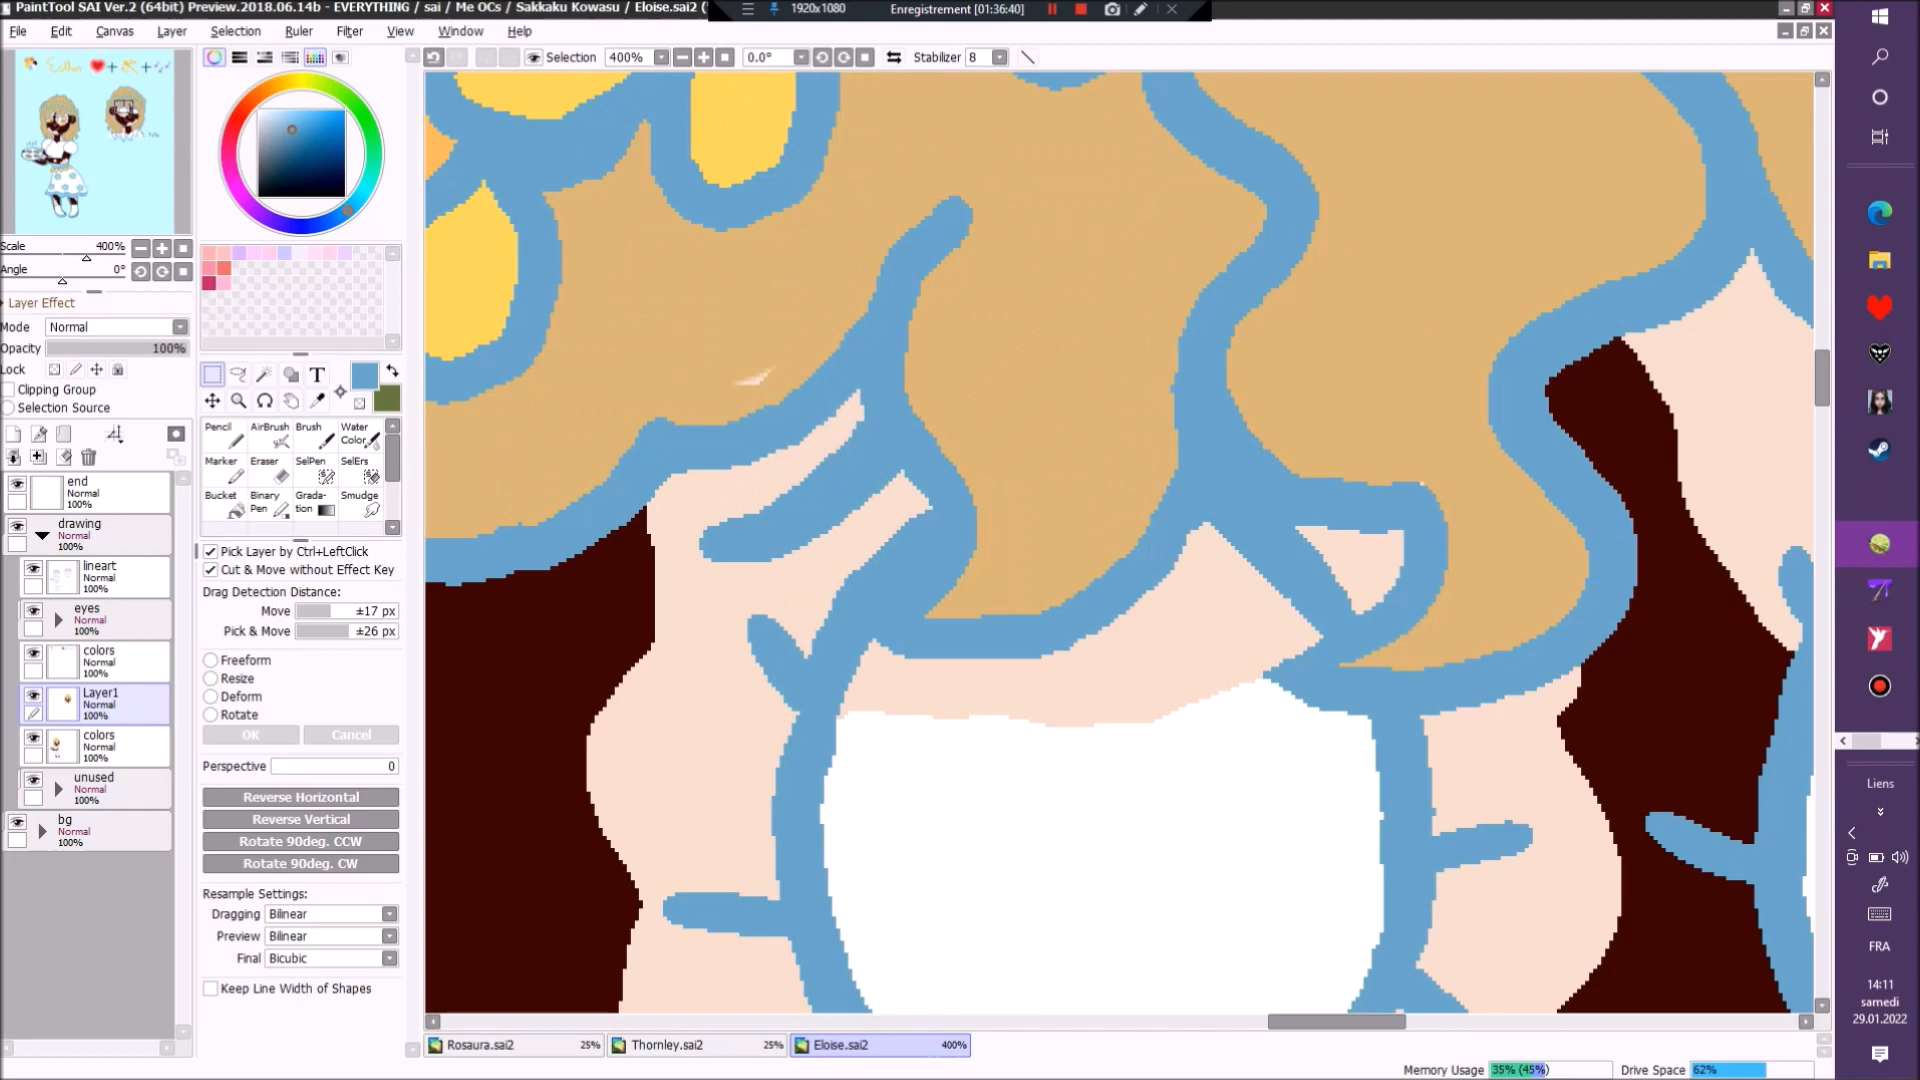 PaintTool SAI Ver.2 (64bit) Preview.2018.06.14b - EVERYTHING / sai / Me OCs / Sakkaku Kowasu / Eloise.sai2 (
1920x1080
Enregistrement [01:36:40]
File Edit Canvas Layer Selection Ruler Filter View Window Help
Selection 400% 0.0° Stabilizer 8
Scale 400%
Angle 0°
Layer Effect
Mode Normal
Opacity 100%
Lock
Clipping Group
Selection Source
end
Normal
100%
drawing
Normal
100%
lineart
Normal
100%
eyes
Normal
100%
colors
Normal
100%
Layer1
Normal
100%
colors
Normal
100%
unused
Normal
100%
bg
Normal
100%
T
Pencil AirBrush Brush Water Color
Marker Eraser SelPen SelErs
Bucket Binary Pen Grada-tion Smudge
Pick Layer by Ctrl+LeftClick
Cut & Move without Effect Key
Drag Detection Distance:
Move ±17 px
Pick & Move ±26 px
Freeform
Resize
Deform
Rotate
OK Cancel
Perspective 0
Reverse Horizontal
Reverse Vertical
Rotate 90deg. CCW
Rotate 90deg. CW
Resample Settings:
Dragging Bilinear
Preview Bilinear
Final Bicubic
Keep Line Width of Shapes
Rosaura.sai2 25% Thornley.sai2 25% Eloise.sai2 400%
Memory Usage 35% (45%) Drive Space 62%
Liens
FRA
14:11
samedi
29.01.2022